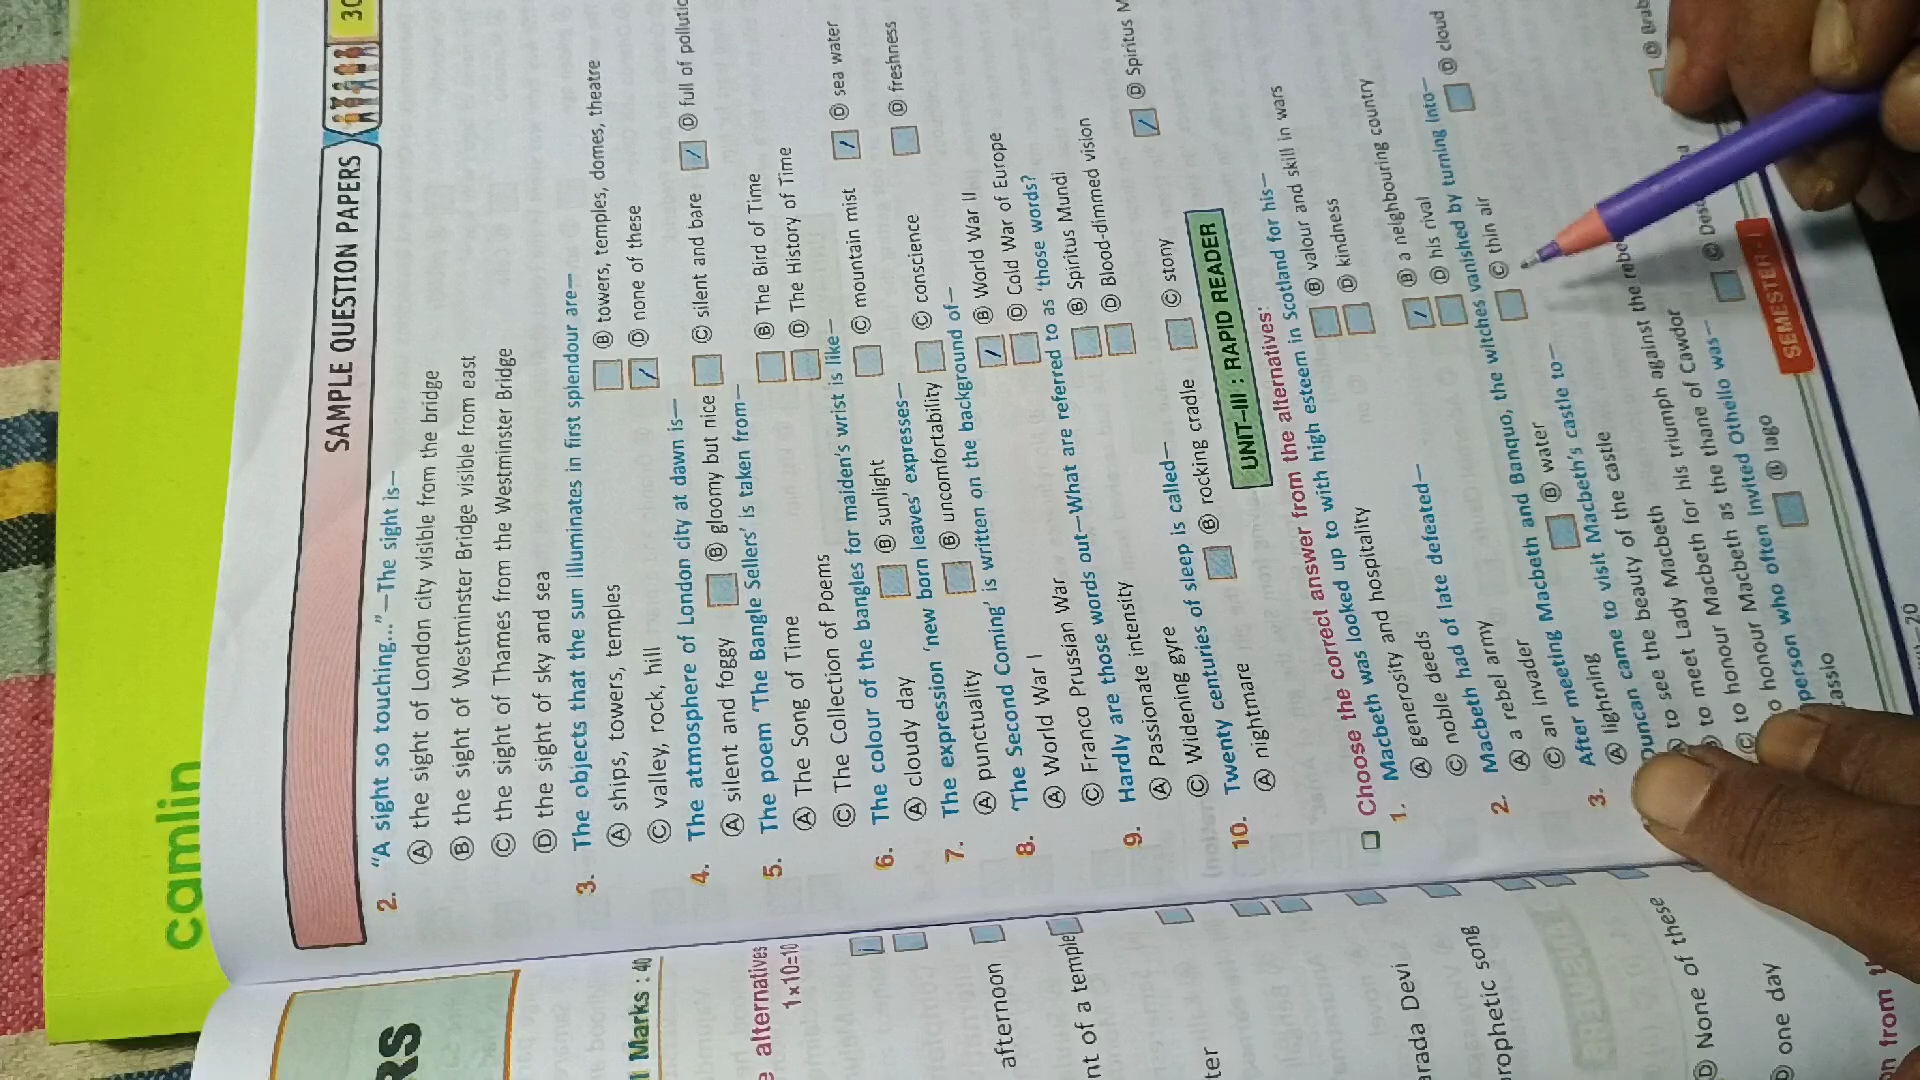 camlin
SAMPLE QUESTION PAPERS
2. "A sight so touching..."—The sight is—
Ⓐ the sight of London city visible from the bridge
Ⓑ the sight of Westminster Bridge visible from east
Ⓒ the sight of Thames from the Westminster Bridge
Ⓓ the sight of sky and sea
3. The objects that the sun illuminates in first splendour are—
Ⓐ ships, towers, temples Ⓑ towers, temples, domes, theatre
Ⓒ valley, rock, hill Ⓓ none of these
4. The atmosphere of London city at dawn is—
Ⓐ silent and foggy Ⓑ gloomy but nice Ⓒ silent and bare Ⓓ full of
5. The poem 'The Bangle Sellers' is taken from—
Ⓐ The Song of Time Ⓑ The Bird of Time
Ⓒ The Collection of Poems Ⓓ The History of Time
6. The colour of the bangles for maiden's wrist is like—
Ⓐ cloudy day Ⓑ sunlight Ⓒ mountain mist Ⓓ sea water
7. The expression 'new born leaves' expresses—
Ⓐ punctuality Ⓑ uncomfortability Ⓒ conscience Ⓓ freshness
8. 'The Second Coming' is written on the background of—
Ⓐ World War I Ⓑ World War II
Ⓒ Franco Prussian War Ⓓ Cold War of Europe
9. Hardly are those words out—What are referred to as 'those words?
Ⓐ Passionate intensity Ⓑ Spiritus Mundi
Ⓒ Widening gyre Ⓓ Blood-dimmed vision
10. Twenty centuries of sleep is called—
Ⓐ nightmare Ⓑ rocking cradle Ⓒ stony Ⓓ Spiritus M
UNIT–III : RAPID READER
Choose the correct answer from the alternatives:
1. Macbeth was looked up to with high esteem in Scotland for his—
Macbeth was
Ⓐ generosity and hospitality Ⓑ valour and skill in wars
Ⓒ noble deeds Ⓓ kindness
2. Macbeth had of late defeated—
Ⓐ a rebel army Ⓑ a neighbouring country
Ⓒ an invader Ⓓ his rival
3. After meeting Macbeth and Banquo, the witches vanished by turning into—
Ⓐ lightning Ⓑ water Ⓒ thin air Ⓓ cloud
Duncan came to visit Macbeth's castle to—
to see the beauty of the castle
to meet Lady Macbeth
Ⓒ to honour Macbeth for his triumph against the
honour Macbeth as the thane of Cawdor
person who often invited Othello was—
Ⓑ Iago
SEMESTER-I
Marks : 40
alternatives
1×10=10
afternoon
of a temple
Devi
song
Ⓓ None of these
one day
from